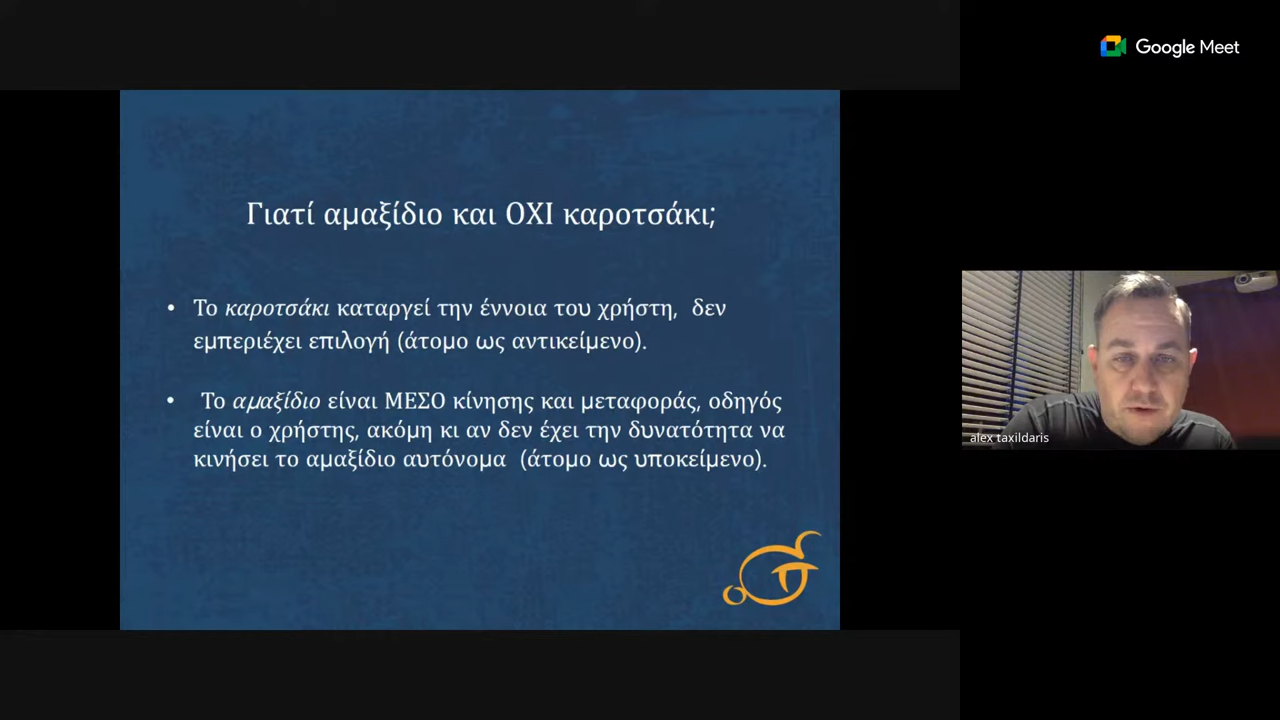 Google Meet
Γιατί αμαξίδιο και ΟΧΙ καροτσάκι;
• Το καροτσάκι καταργεί την έννοια του χρήστη, δεν
εμπεριέχει επιλογή (άτομο ως αντικείμενο).
• Το αμαξίδιο είναι ΜΕΣΟ κίνησης και μεταφοράς, οδηγός
είναι ο χρήστης, ακόμη κι αν δεν έχει την δυνατότητα να
κινήσει το αμαξίδιο αυτόνομα (άτομο ως υποκείμενο).
alex taxildaris